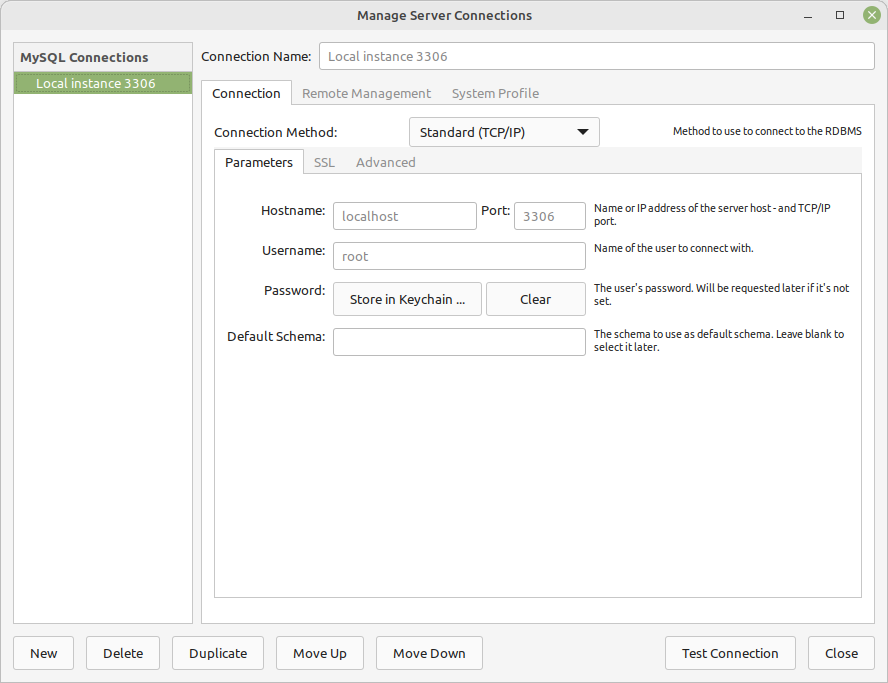 Manage Server Connections
MySQL Connections
Local instance 3306
Connection Name:
Local instance 3306
Connection
Remote Management
System Profile
Connection Method:
Standard (TCP/IP)
Method to use to connect to the RDBMS
Parameters
SSL
Advanced
Hostname:
localhost
Port:
3306
Name or IP address of the server host - and TCP/IP
port.
Username:
root
Name of the user to connect with.
Password:
Store in Keychain ...
Clear
The user's password. Will be requested later if it's not
set.
Default Schema:
The schema to use as default schema. Leave blank to
select it later.
New
Delete
Duplicate
Move Up
Move Down
Test Connection
Close